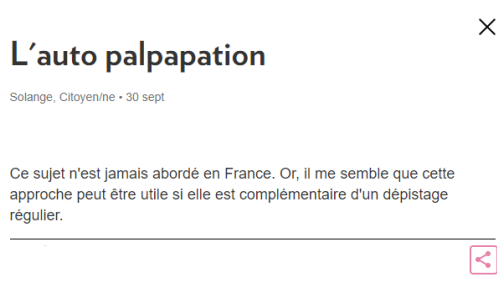 L'auto palpapation
Solange, Citoyen/ne • 30 sept
Ce sujet n'est jamais abordé en France. Or, il me semble que cette
approche peut être utile si elle est complémentaire d'un dépistage
régulier.